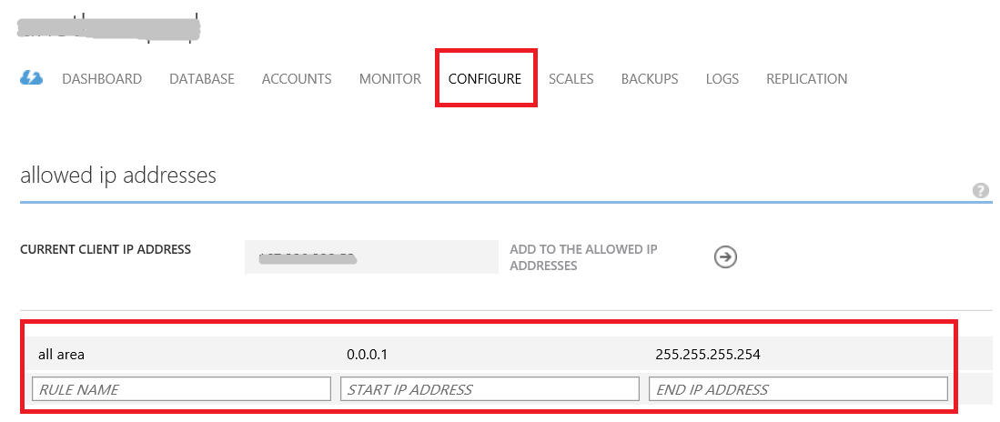 DASHBOARD DATABASE ACCOUNTS MONITOR CONFIGURE SCALES BACKUPS LOGS REPLICATION
allowed ip addresses
?
CURRENT CLIENT IP ADDRESS
ADD TO THE ALLOWED IP
ADDRESSES
all area 0.0.0.1 255.255.255.254
RULE NAME START IP ADDRESS END IP ADDRESS